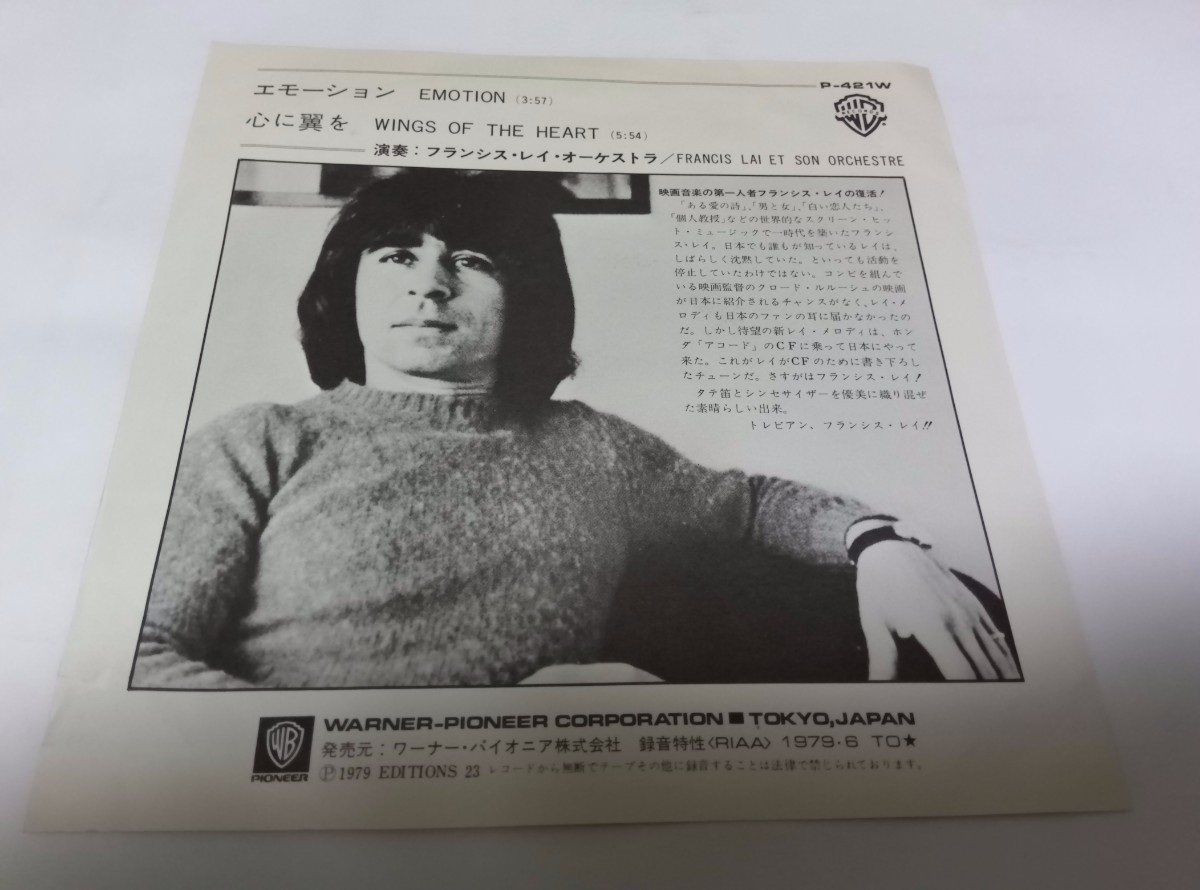 P-421W
エモーション EMOTION (3:57)
心に翼を WINGS OF THE HEART (5:54)
WB
RECORDS
演奏：フランシス・レイ・オーケストラ／FRANCIS LAI ET SON ORCHESTRE
映画音楽の第一人者フランシス・レイの復活！
「ある愛の詩」、「男と女」、「白い恋人たち」、
「個人教授」などの世界的なスクリーン・ヒッ
ト・ミュージックで一時代を築いたフランシ
ス・レイ。日本でも誰もが知っているレイは、
しばらく沈黙していた。といっても活動を
停止していたわけではない。コンビを組んで
いる映画監督のクロード・ルルーシュの映画
が日本に紹介されるチャンスがなく、レイ・メ
ロディも日本のファンの耳に届かなかったの
だ。しかし待望の新レイ・メロディは、ホン
ダ「アコード」のCFに乗って日本にやって
来た。これがレイがCFのために書き下ろし
たチューンだ。さすがはフランシス・レイ！
タテ笛とシンセサイザーを優美に織り混ぜ
た素晴らしい出来。
トレビアン、フランシス・レイ!!
WB
PIONEER
WARNER-PIONEER CORPORATION ■ TOKYO,JAPAN
発売元：ワーナー・パイオニア株式会社 録音特性〈RIAA〉1979・6 TO★
Ⓟ 1979 EDITIONS 23 レコードから無断でテープその他に録音することは法律で禁じられております。